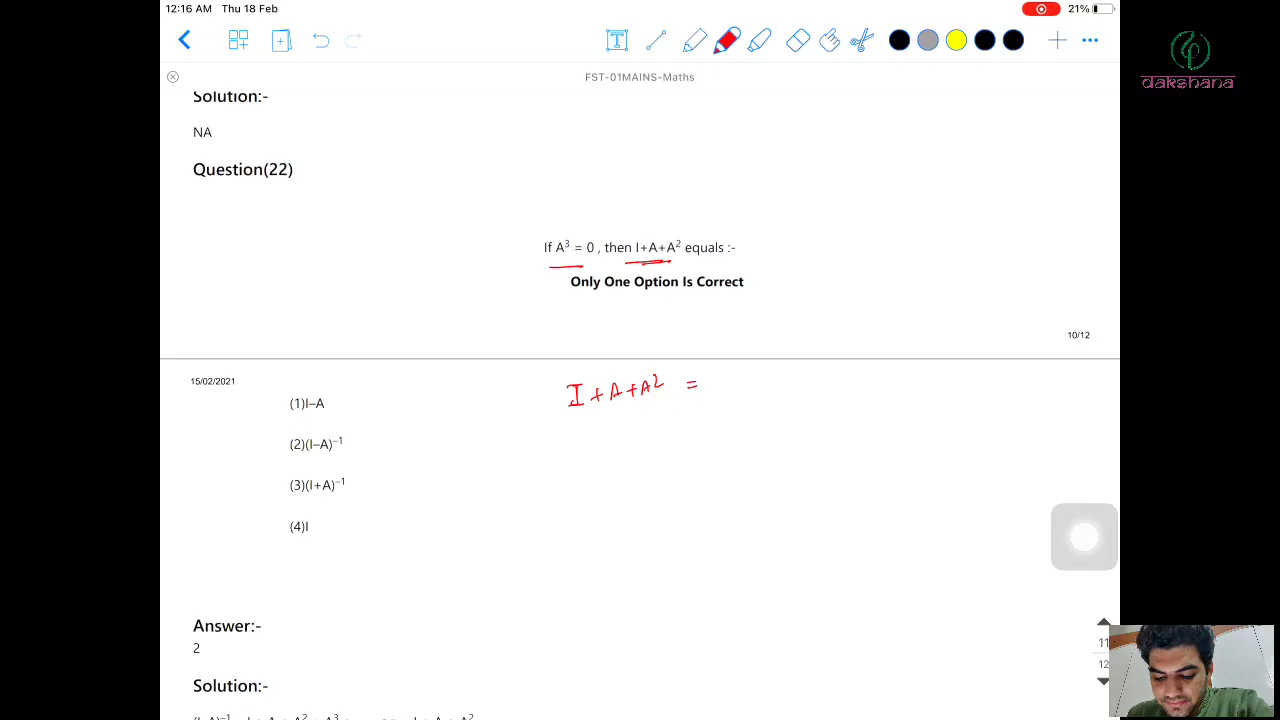 12:16 AM Thu 18 Feb
21%
dakshana
FST-01MAINS-Maths
Solution:-
NA
Question(22)
If A³ = 0 , then I+A+A² equals :-
Only One Option Is Correct
10/12
15/02/2021
I + A + A² =
(1)I–A
(2)(I–A)⁻¹
(3)(I+A)⁻¹
(4)I
Answer:-
2
11
12
Solution:-